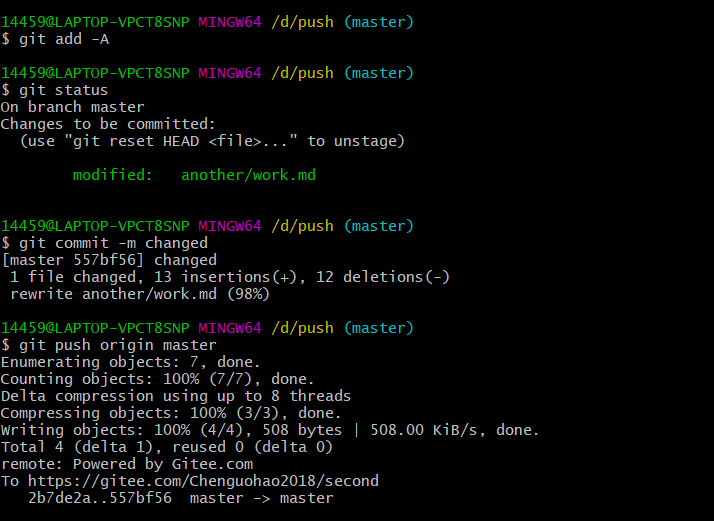 14459@LAPTOP-VPCT8SNP MINGW64 /d/push (master)
$ git add -A
14459@LAPTOP-VPCT8SNP MINGW64 /d/push (master)
$ git status
On branch master
Changes to be committed:
  (use "git reset HEAD <file>..." to unstage)
        modified:   another/work.md
14459@LAPTOP-VPCT8SNP MINGW64 /d/push (master)
$ git commit -m changed
[master 557bf56] changed
 1 file changed, 13 insertions(+), 12 deletions(-)
 rewrite another/work.md (98%)
14459@LAPTOP-VPCT8SNP MINGW64 /d/push (master)
$ git push origin master
Enumerating objects: 7, done.
Counting objects: 100% (7/7), done.
Delta compression using up to 8 threads
Compressing objects: 100% (3/3), done.
Writing objects: 100% (4/4), 508 bytes | 508.00 KiB/s, done.
Total 4 (delta 1), reused 0 (delta 0)
remote: Powered by Gitee.com
To https://gitee.com/Chenguohao2018/second
   2b7de2a..557bf56  master -> master